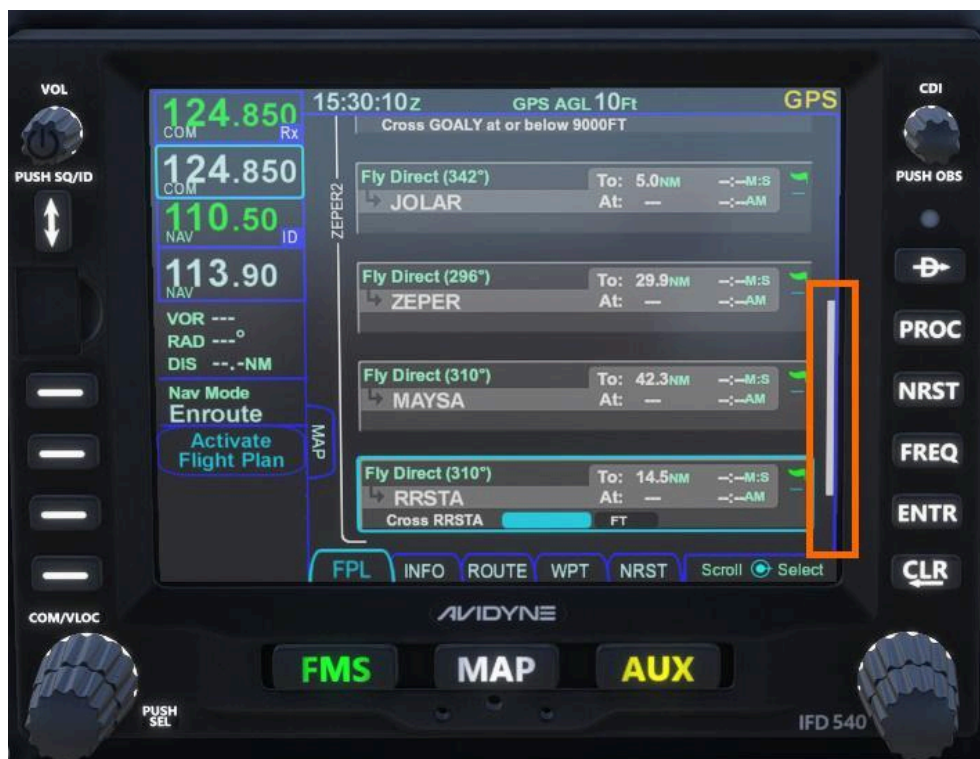 VOL
PUSH SQ/ID
124.850
COM Rx
124.850
COM
110.50
NAV ID
113.90
NAV
VOR ---
RAD ---°
DIS --.-NM
Nav Mode
Enroute
Activate
Flight Plan
COM/VLOC
PUSH
SEL
15:30:10Z GPS AGL 10Ft GPS
Cross GOALY at or below 9000FT
ZEPER2
Fly Direct (342°) To: 5.0NM --:--M:S
JOLAR At: --- --:--AM
Fly Direct (296°) To: 29.9NM --:--M:S
ZEPER At: --- --:--AM
Fly Direct (310°) To: 42.3NM --:--M:S
MAYSA At: --- --:--AM
MAP
Fly Direct (310°) To: 14.5NM --:--M:S
RRSTA At: --- --:--AM
Cross RRSTA FT
FPL INFO ROUTE WPT NRST Scroll Select
AVIDYNE
FMS MAP AUX
IFD 540
CDI
PUSH OBS
D
PROC
NRST
FREQ
ENTR
CLR